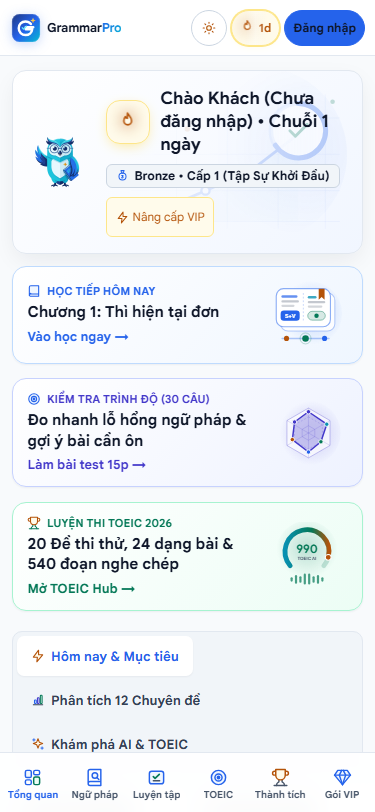 GrammarPro
1d
Đăng nhập
Chào Khách (Chưa
đăng nhập) • Chuỗi 1
ngày
Bronze • Cấp 1 (Tập Sự Khởi Đầu)
Nâng cấp VIP
HỌC TIẾP HÔM NAY
Chương 1: Thì hiện tại đơn
Vào học ngay →
S+V
KIỂM TRA TRÌNH ĐỘ (30 CÂU)
Đo nhanh lỗ hổng ngữ pháp &
gợi ý bài cần ôn
Làm bài test 15p →
LUYỆN THI TOEIC 2026
20 Đề thi thử, 24 dạng bài &
540 đoạn nghe chép
Mở TOEIC Hub →
990
TOEIC AI
Hôm nay & Mục tiêu
Phân tích 12 Chuyên đề
Khám phá AI & TOEIC
Tổng quan
Ngữ pháp
Luyện tập
TOEIC
Thành tích
Gói VIP